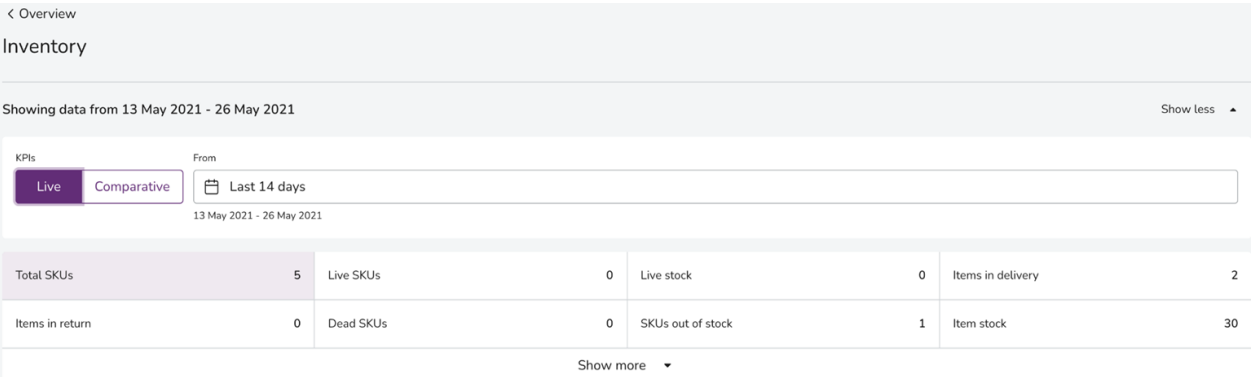 Overview
Inventory
Showing data from 13 May 2021 - 26 May 2021 Show less
KPIs From
Live Comparative Last 14 days
13 May 2021 - 26 May 2021
Total SKUs 5 Live SKUs 0 Live stock 0 Items in delivery 2
Items in return 0 Dead SKUs 0 SKUs out of stock 1 Item stock 30
Show more